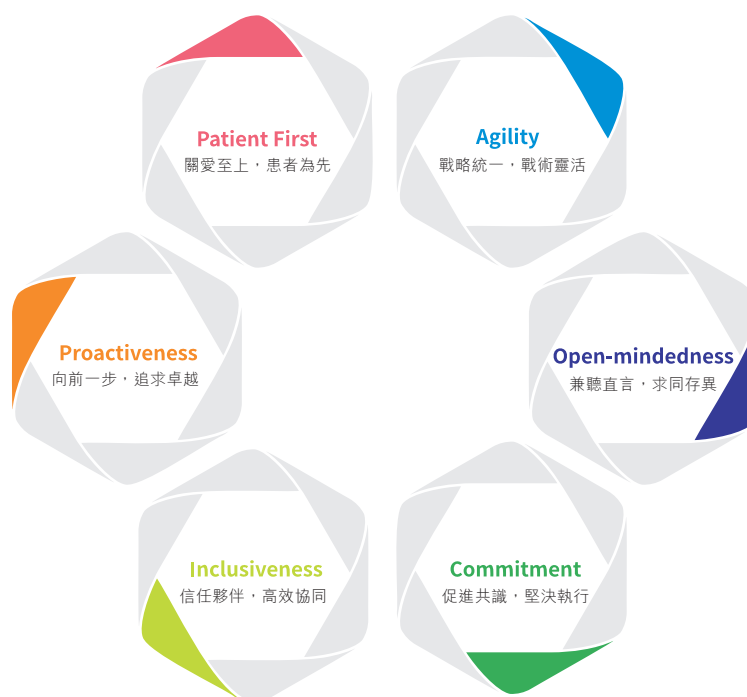 Patient First
關愛至上，患者為先
Agility
戰略統一，戰術靈活
Proactiveness
向前一步，追求卓越
Open-mindedness
兼聽直言，求同存異
Inclusiveness
信任夥伴，高效協同
Commitment
促進共識，堅決執行